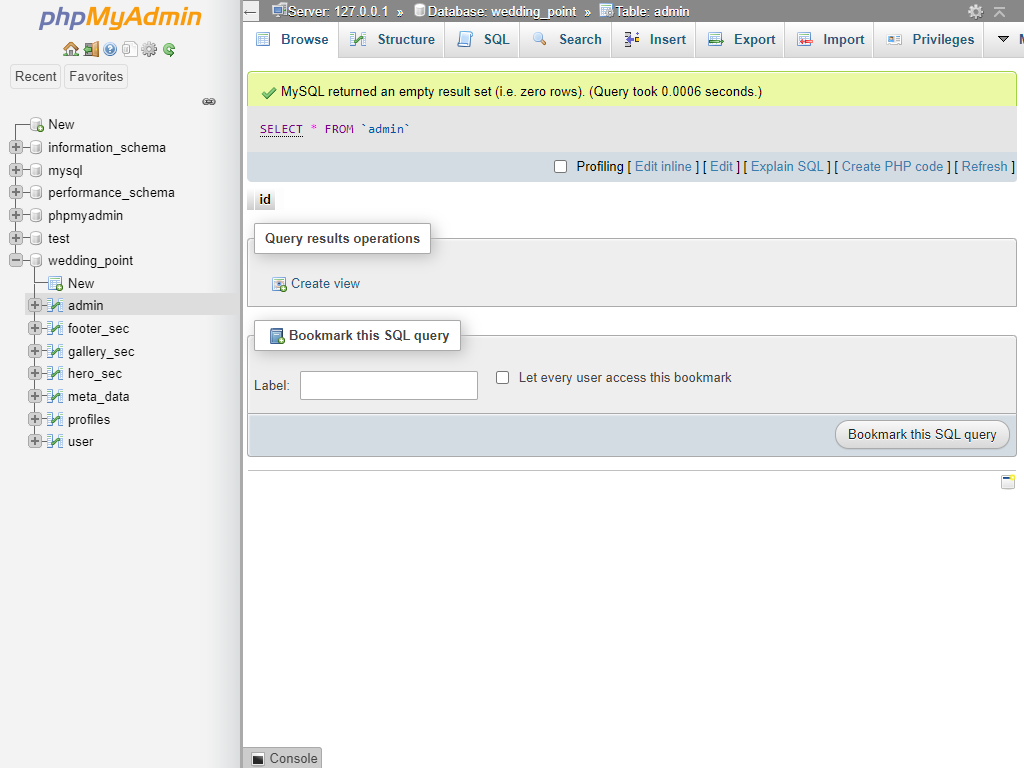 phpMyAdmin
Recent
Favorites
New
information_schema
mysql
performance_schema
phpmyadmin
test
wedding_point
New
admin
footer_sec
gallery_sec
hero_sec
meta_data
profiles
user
Server: 127.0.0.1 » Database: wedding_point » Table: admin
Browse Structure SQL Search Insert Export Import Privileges
MySQL returned an empty result set (i.e. zero rows). (Query took 0.0006 seconds.)
SELECT * FROM `admin`
Profiling [ Edit inline ] [ Edit ] [ Explain SQL ] [ Create PHP code ] [ Refresh ]
id
Query results operations
Create view
Bookmark this SQL query
Label:
Let every user access this bookmark
Bookmark this SQL query
Console